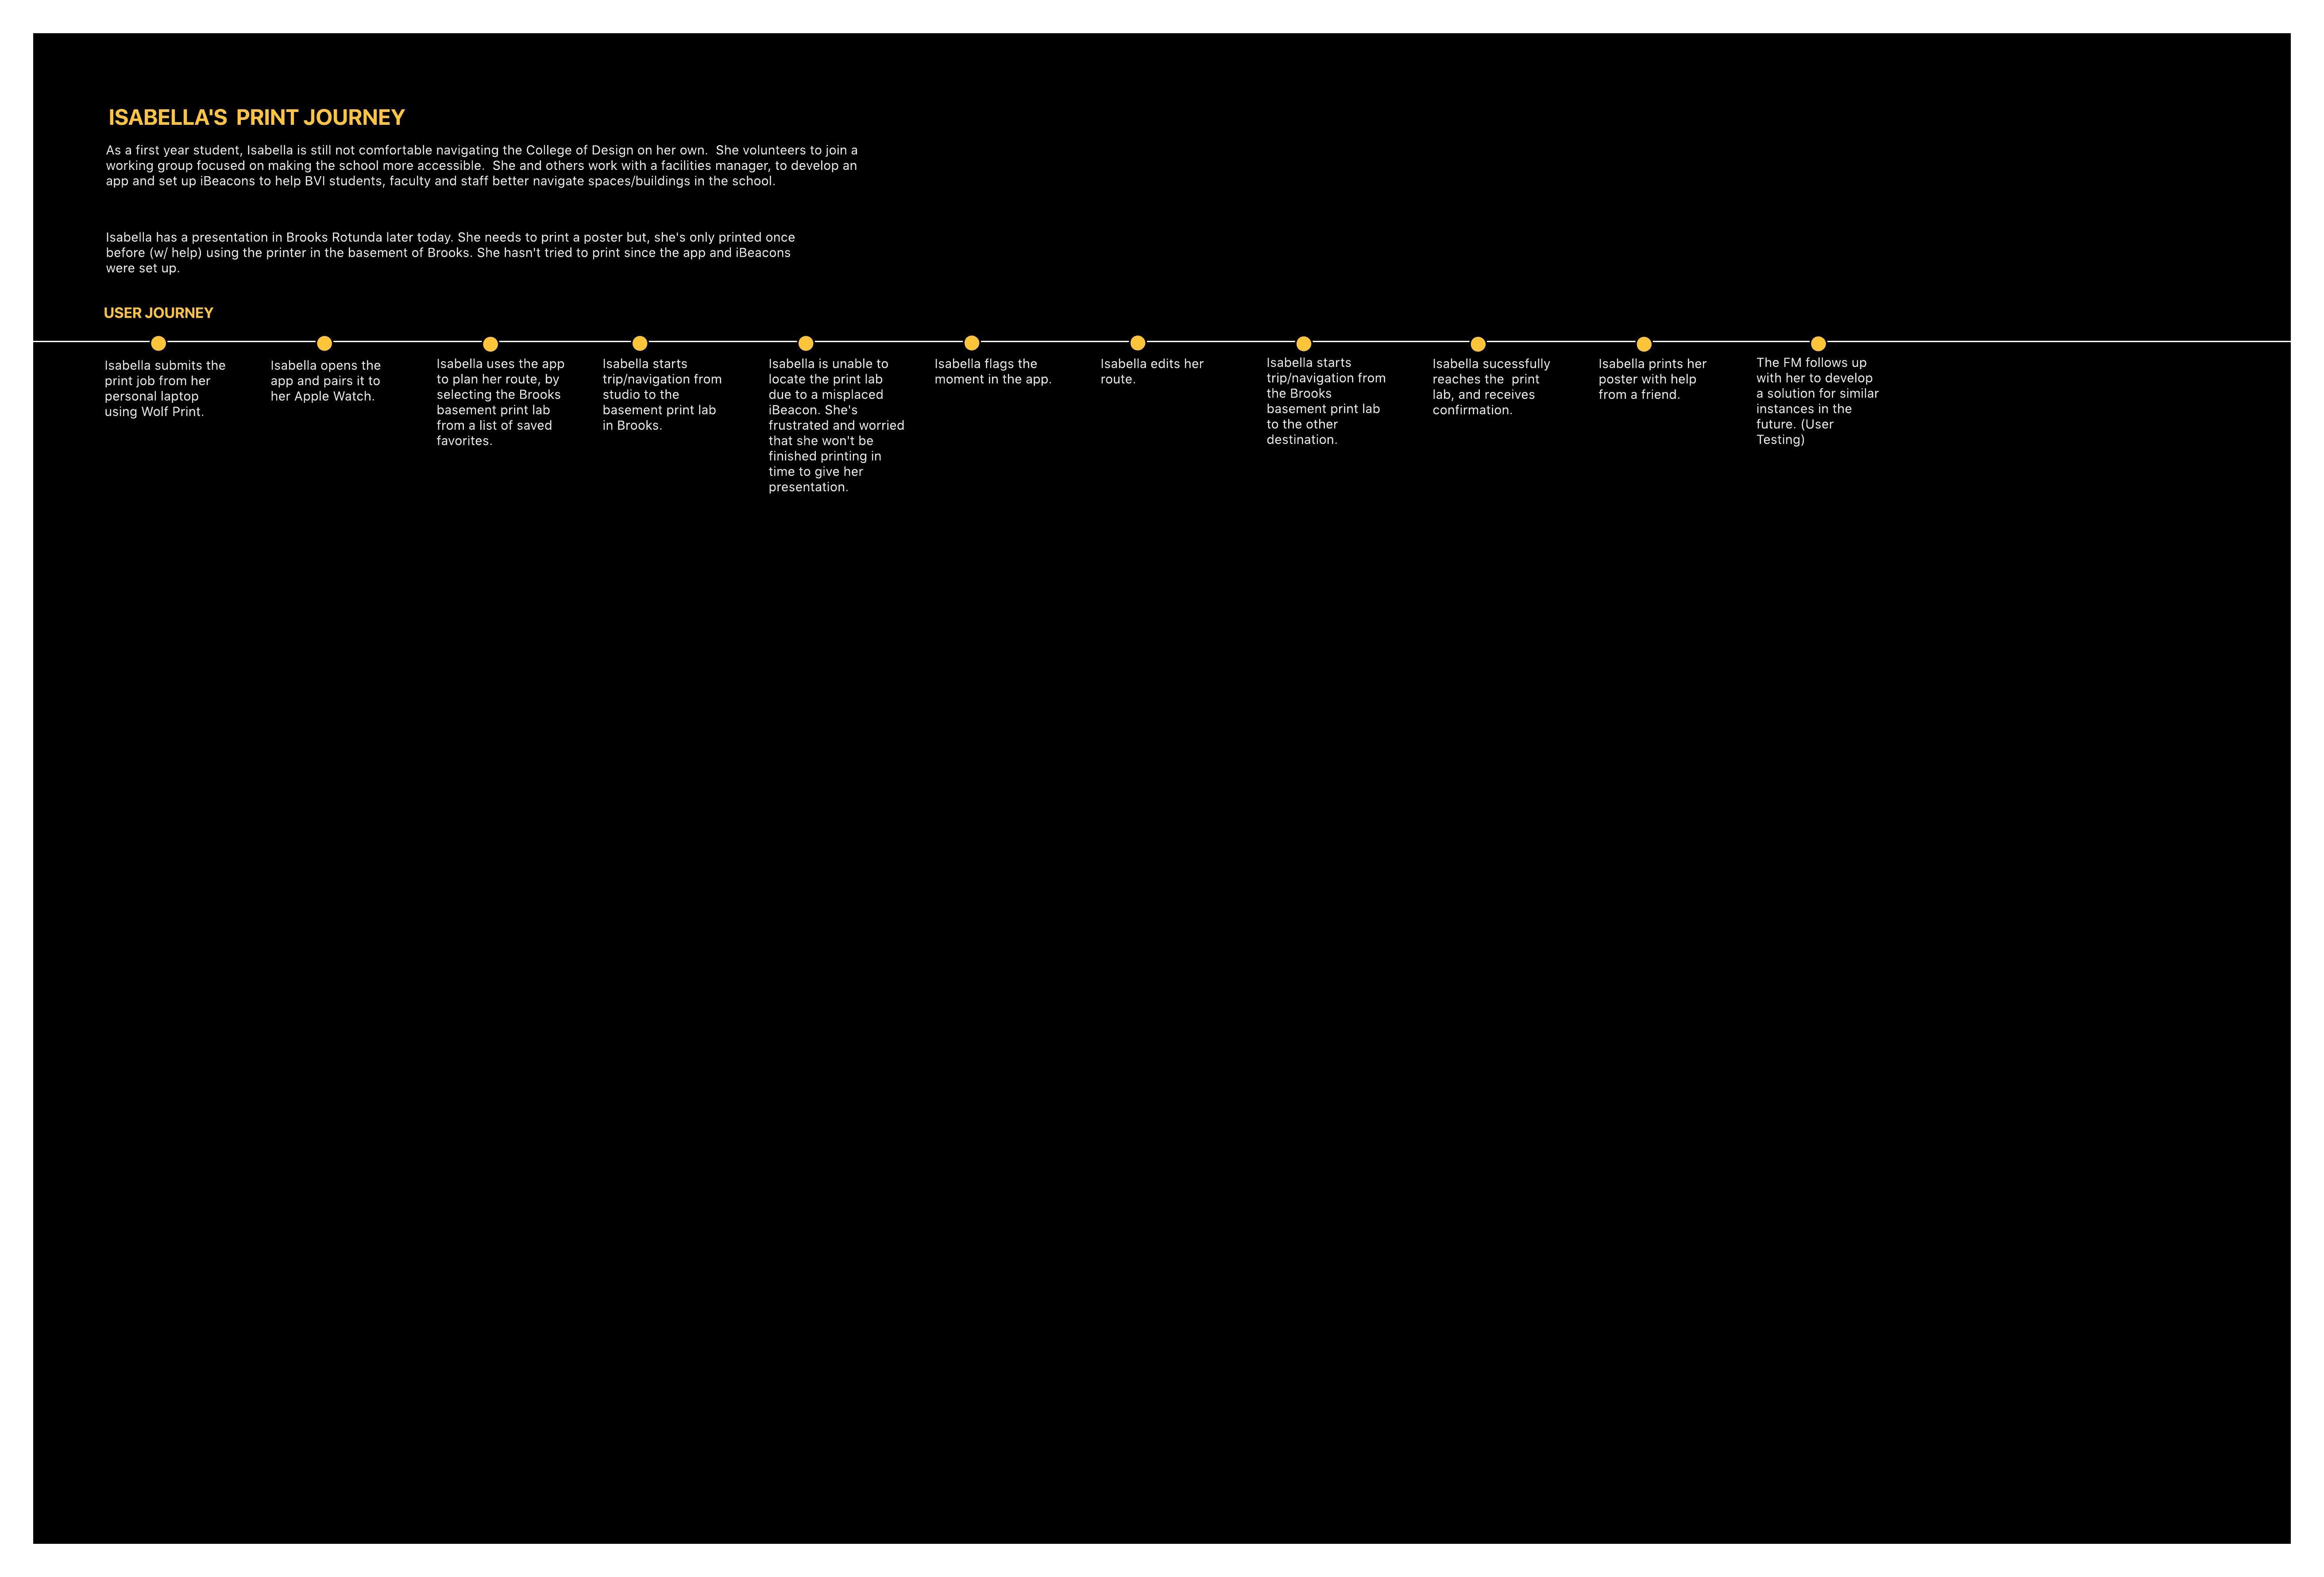 ISABELLA'S  PRINT JOURNEY
As a first year student, Isabella is still not comfortable navigating the College of Design on her own.  She volunteers to join a
working group focused on making the school more accessible.  She and others work with a facilities manager, to develop an
app and set up iBeacons to help BVI students, faculty and staff better navigate spaces/buildings in the school.
Isabella has a presentation in Brooks Rotunda later today. She needs to print a poster but, she's only printed once
before (w/ help) using the printer in the basement of Brooks. She hasn't tried to print since the app and iBeacons
were set up.
USER JOURNEY
Isabella submits the
print job from her
personal laptop
using Wolf Print.
Isabella opens the
app and pairs it to
her Apple Watch.
Isabella uses the app
to plan her route, by
selecting the Brooks
basement print lab
from a list of saved
favorites.
Isabella starts
trip/navigation from
studio to the
basement print lab
in Brooks.
Isabella is unable to
locate the print lab
due to a misplaced
iBeacon. She's
frustrated and worried
that she won't be
finished printing in
time to give her
presentation.
Isabella flags the
moment in the app.
Isabella edits her
route.
Isabella starts
trip/navigation from
the Brooks
basement print lab
to the other
destination.
Isabella sucessfully
reaches the  print
lab, and receives
confirmation.
Isabella prints her
poster with help
from a friend.
The FM follows up
with her to develop
a solution for similar
instances in the
future. (User
Testing)